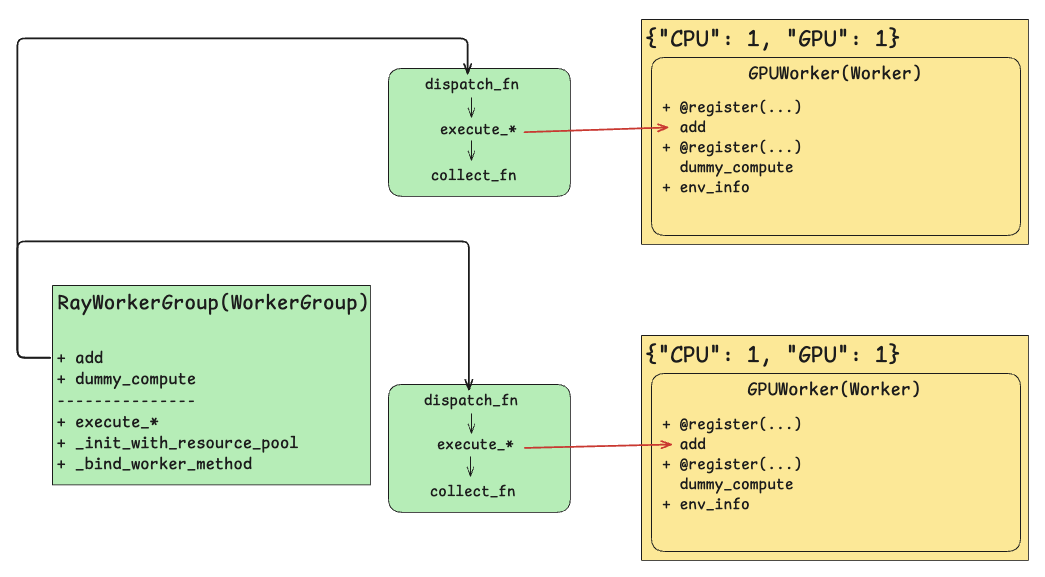 dispatch_fn
execute_*
collect_fn
{"CPU": 1, "GPU": 1}
GPUWorker(Worker)
+ @register(...)
add
+ @register(...)
dummy_compute
+ env_info
RayWorkerGroup(WorkerGroup)
+ add
+ dummy_compute
---------------
+ execute_*
+ _init_with_resource_pool
+ _bind_worker_method
dispatch_fn
execute_*
collect_fn
{"CPU": 1, "GPU": 1}
GPUWorker(Worker)
+ @register(...)
add
+ @register(...)
dummy_compute
+ env_info